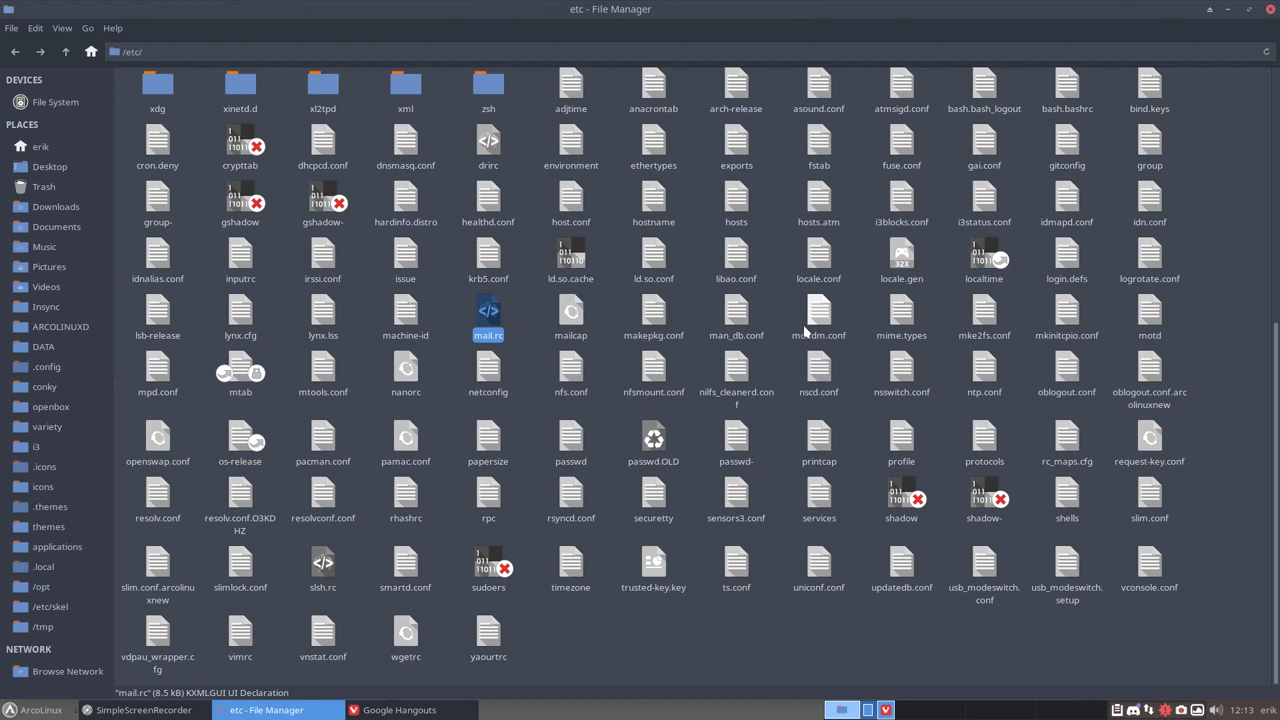 etc - File Manager
File Edit View Go Help
/etc/
DEVICES
File System
PLACES
erik
Desktop
Trash
Downloads
Documents
Music
Pictures
Videos
Insync
ARCOLINUXD
DATA
.config
conky
openbox
variety
i3
.icons
icons
.themes
themes
applications
.local
/opt
/etc/skel
/tmp
NETWORK
Browse Network
xdg xinetd.d xl2tpd xml zsh adjtime anacrontab arch-release asound.conf atmsigd.conf bash.bash_logout bash.bashrc bind.keys
cron.deny crypttab dhcpcd.conf dnsmasq.conf drirc environment ethertypes exports fstab fuse.conf gai.conf gitconfig group
group- gshadow gshadow- hardinfo.distro healthd.conf host.conf hostname hosts hosts.atm i3blocks.conf i3status.conf idmapd.conf idn.conf
idnalias.conf inputrc irssi.conf issue krb5.conf ld.so.cache ld.so.conf libao.conf locale.conf locale.gen localtime login.defs logrotate.conf
32X
lsb-release lynx.cfg lynx.lss machine-id mail.rc mailcap makepkg.conf man_db.conf mime.types mke2fs.conf mkinitcpio.conf motd
mpd.conf mtab mtools.conf nanorc netconfig nfs.conf nfsmount.conf nilfs_cleanerd.con nscd.conf nsswitch.conf ntp.conf oblogout.conf oblogout.conf.arc
f olinuxnew
openswap.conf os-release pacman.conf pamac.conf papersize passwd passwd.OLD passwd- printcap profile protocols rc_maps.cfg request-key.conf
resolv.conf resolv.conf.O3KD resolvconf.conf rhashrc rpc rsyncd.conf securetty sensors3.conf services shadow shadow- shells slim.conf
HZ
slim.conf.arcolinu slimlock.conf slsh.rc smartd.conf sudoers timezone trusted-key.key ts.conf uniconf.conf updatedb.conf usb_modeswitch. usb_modeswitch. vconsole.conf
xnew conf setup
vdpau_wrapper.c vimrc vnstat.conf wgetrc yaourtrc
fg
"mail.rc" (8.5 kB) KXMLGUI UI Declaration
ArcoLinux SimpleScreenRecorder etc - File Manager Google Hangouts 12:13 erik